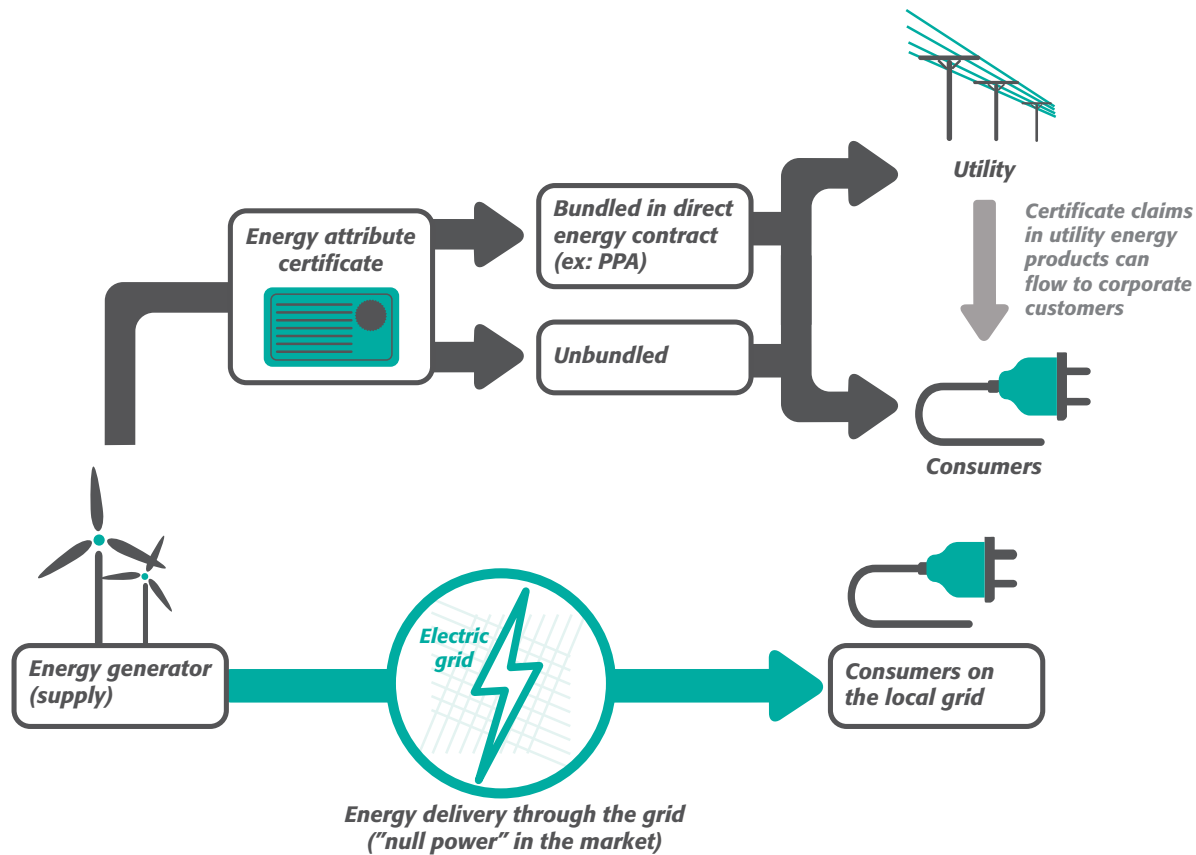 Utility
Certificate claims
in utility energy
products can
flow to corporate
customers
Energy attribute
certificate
Bundled in direct
energy contract
(ex: PPA)
Unbundled
Consumers
Energy generator
(supply)
Electric
grid
Consumers on
the local grid
Energy delivery through the grid
(”null power” in the market)